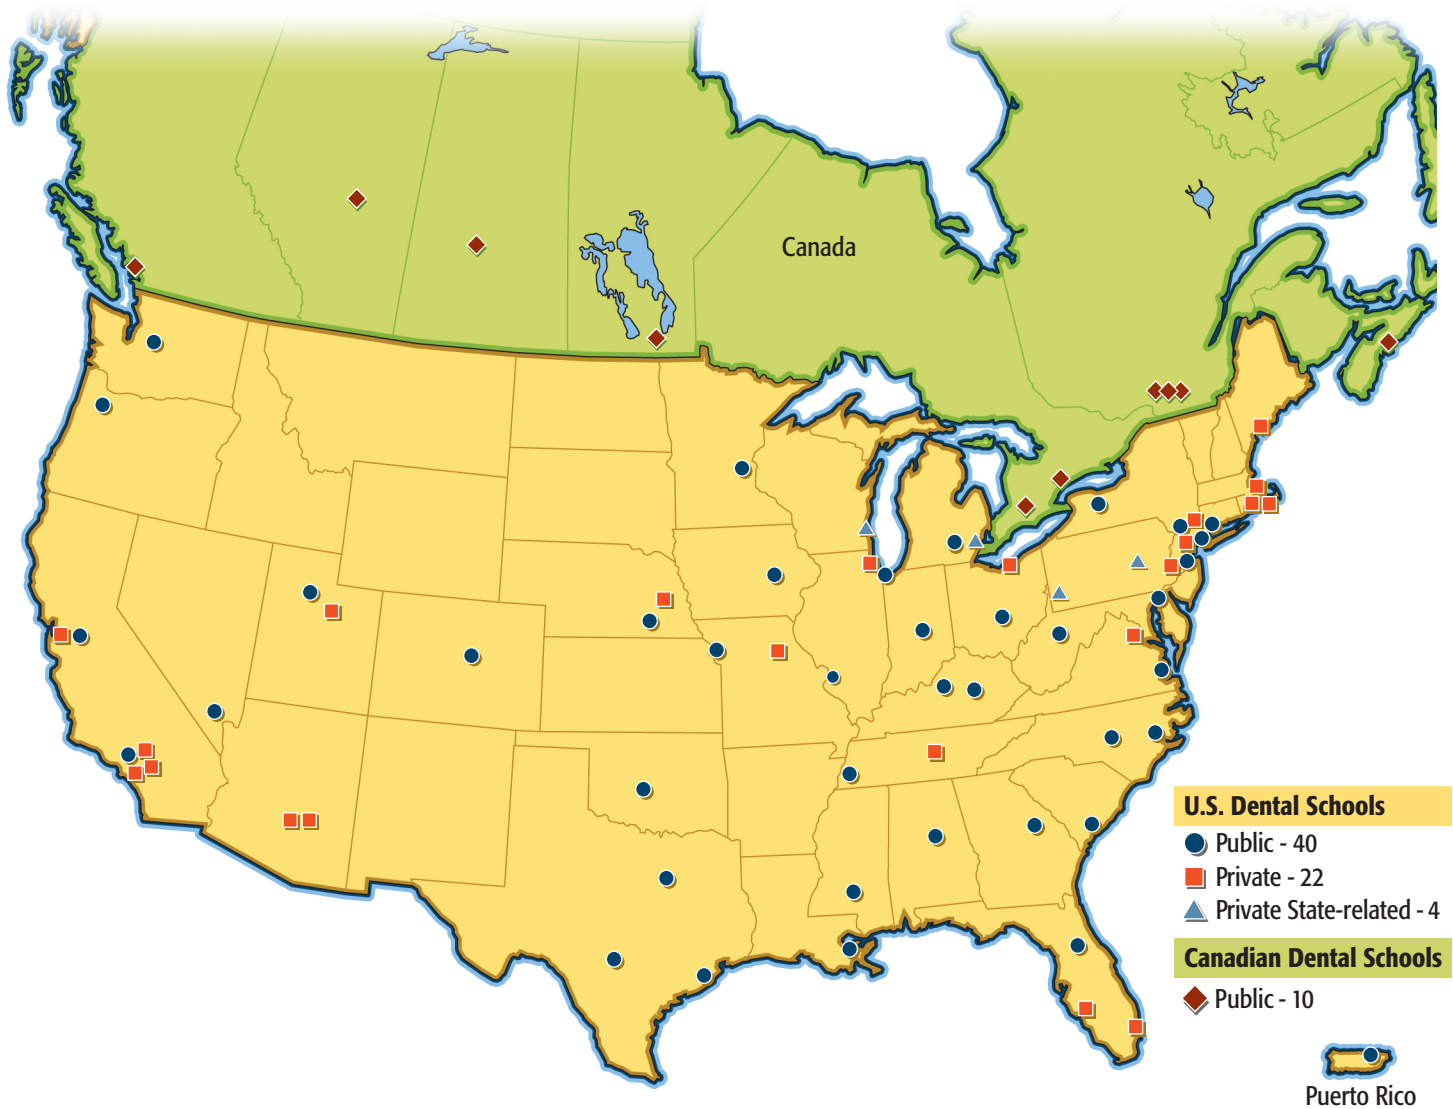 Canada
U.S. Dental Schools
Public - 40
Private - 22
Private State-related - 4
Canadian Dental Schools
Public - 10
Puerto Rico